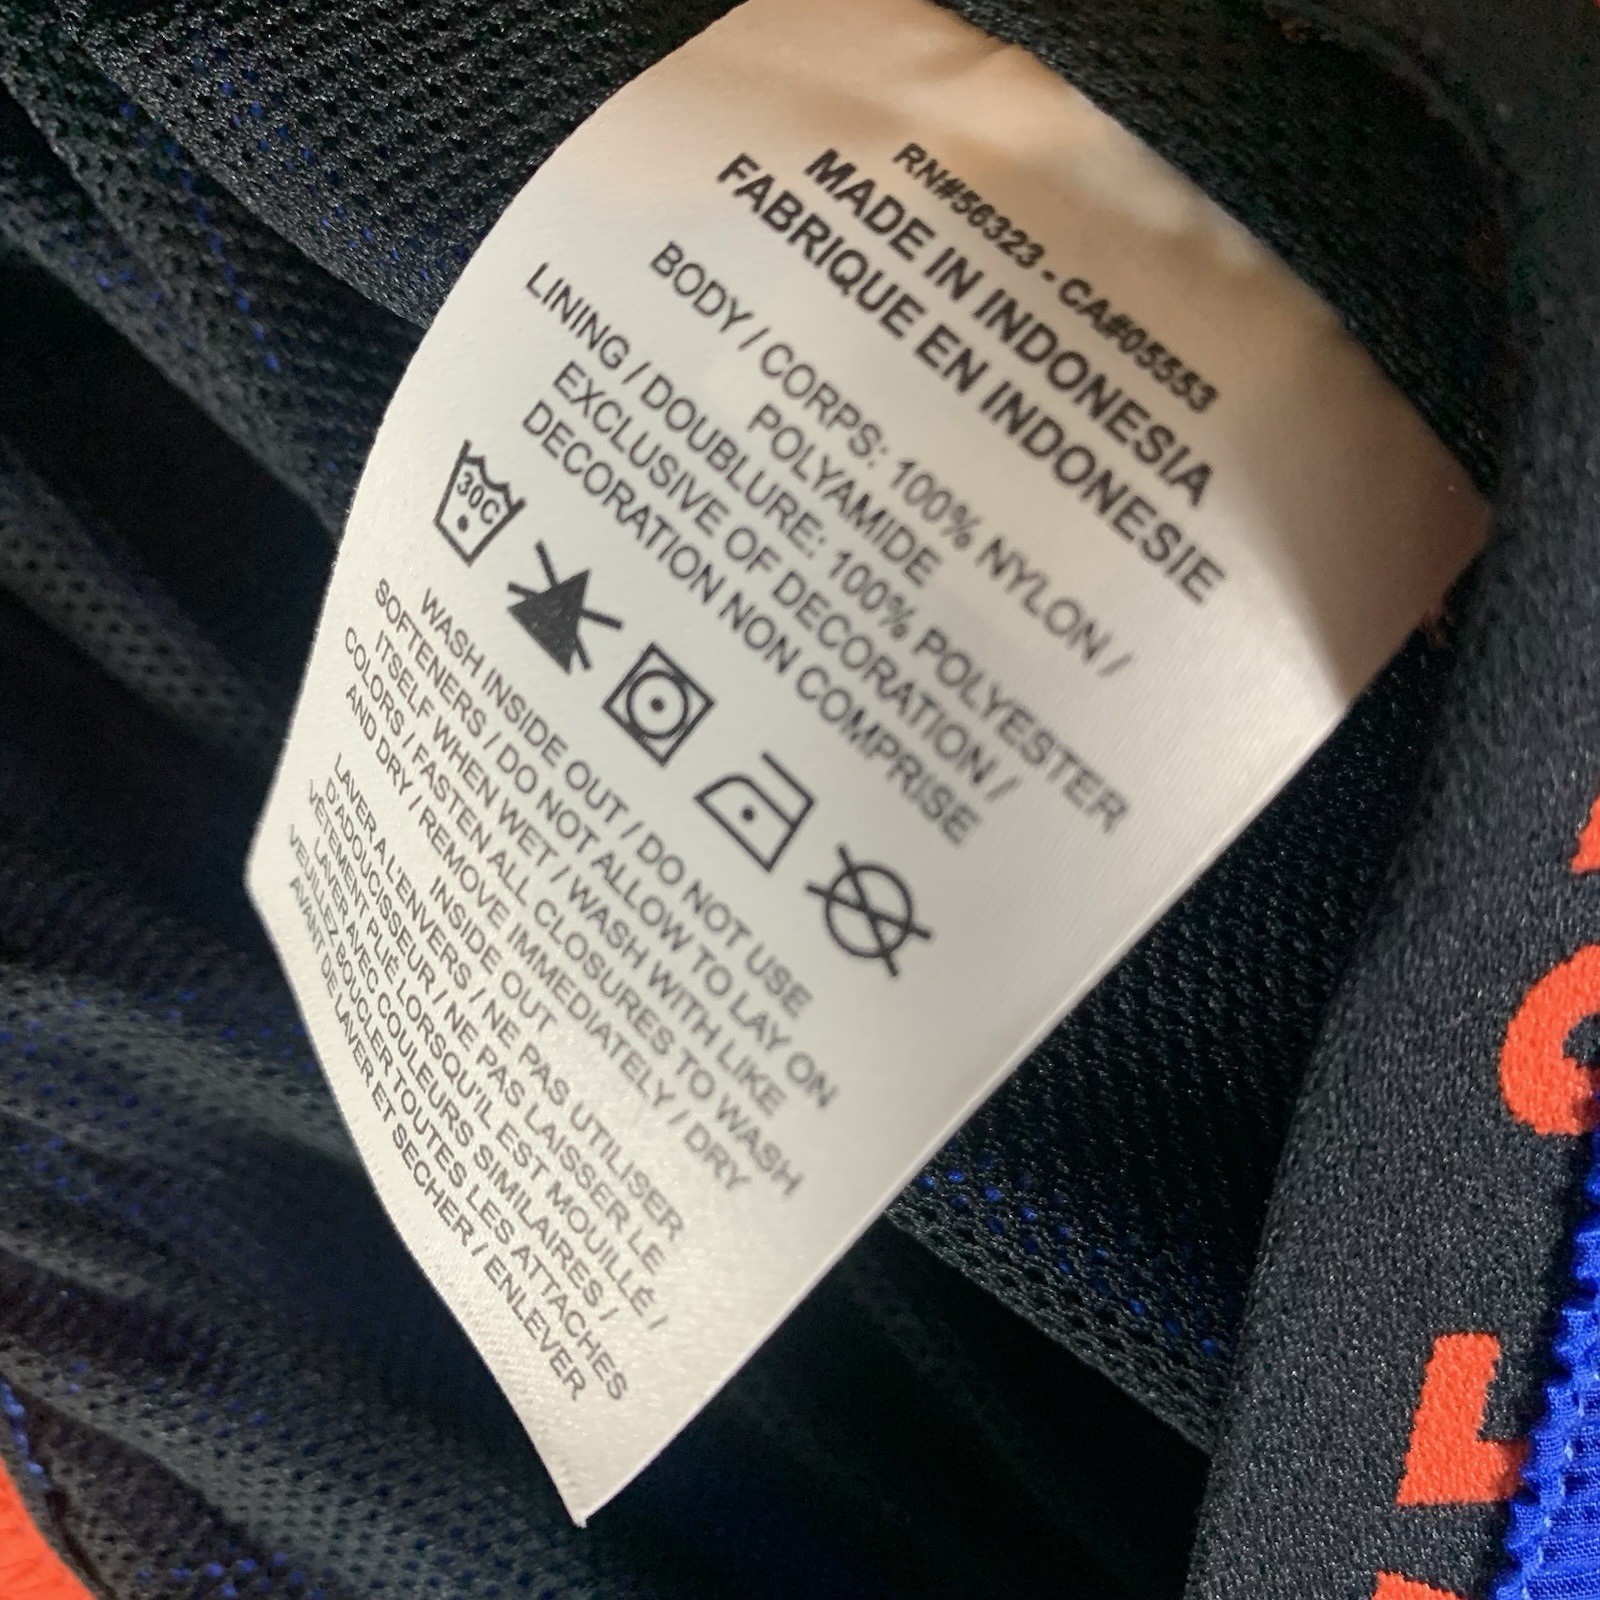 RN#56323 - CA#05553
MADE IN INDONESIA
FABRIQUE EN INDONESIE
BODY / CORPS: 100% NYLON /
POLYAMIDE
LINING / DOUBLURE: 100% POLYESTER
EXCLUSIVE OF DECORATION /
DECORATION NON COMPRISE
30C
WASH INSIDE OUT / DO NOT USE
SOFTENERS / DO NOT ALLOW TO LAY ON
ITSELF WHEN WET / WASH WITH LIKE
COLORS / FASTEN ALL CLOSURES TO WASH
AND DRY / REMOVE IMMEDIATELY / DRY
INSIDE OUT
LAVER A L'ENVERS / NE PAS UTILISER
D'ADOUCISSEUR / NE PAS LAISSER LE
VÊTEMENT PLIÉ LORSQU'IL EST MOUILLÉ /
LAVER AVEC COULEURS SIMILAIRES /
VEUILLEZ BOUCLER TOUTES LES ATTACHES
AVANT DE LAVER ET SECHER / ENLEVER